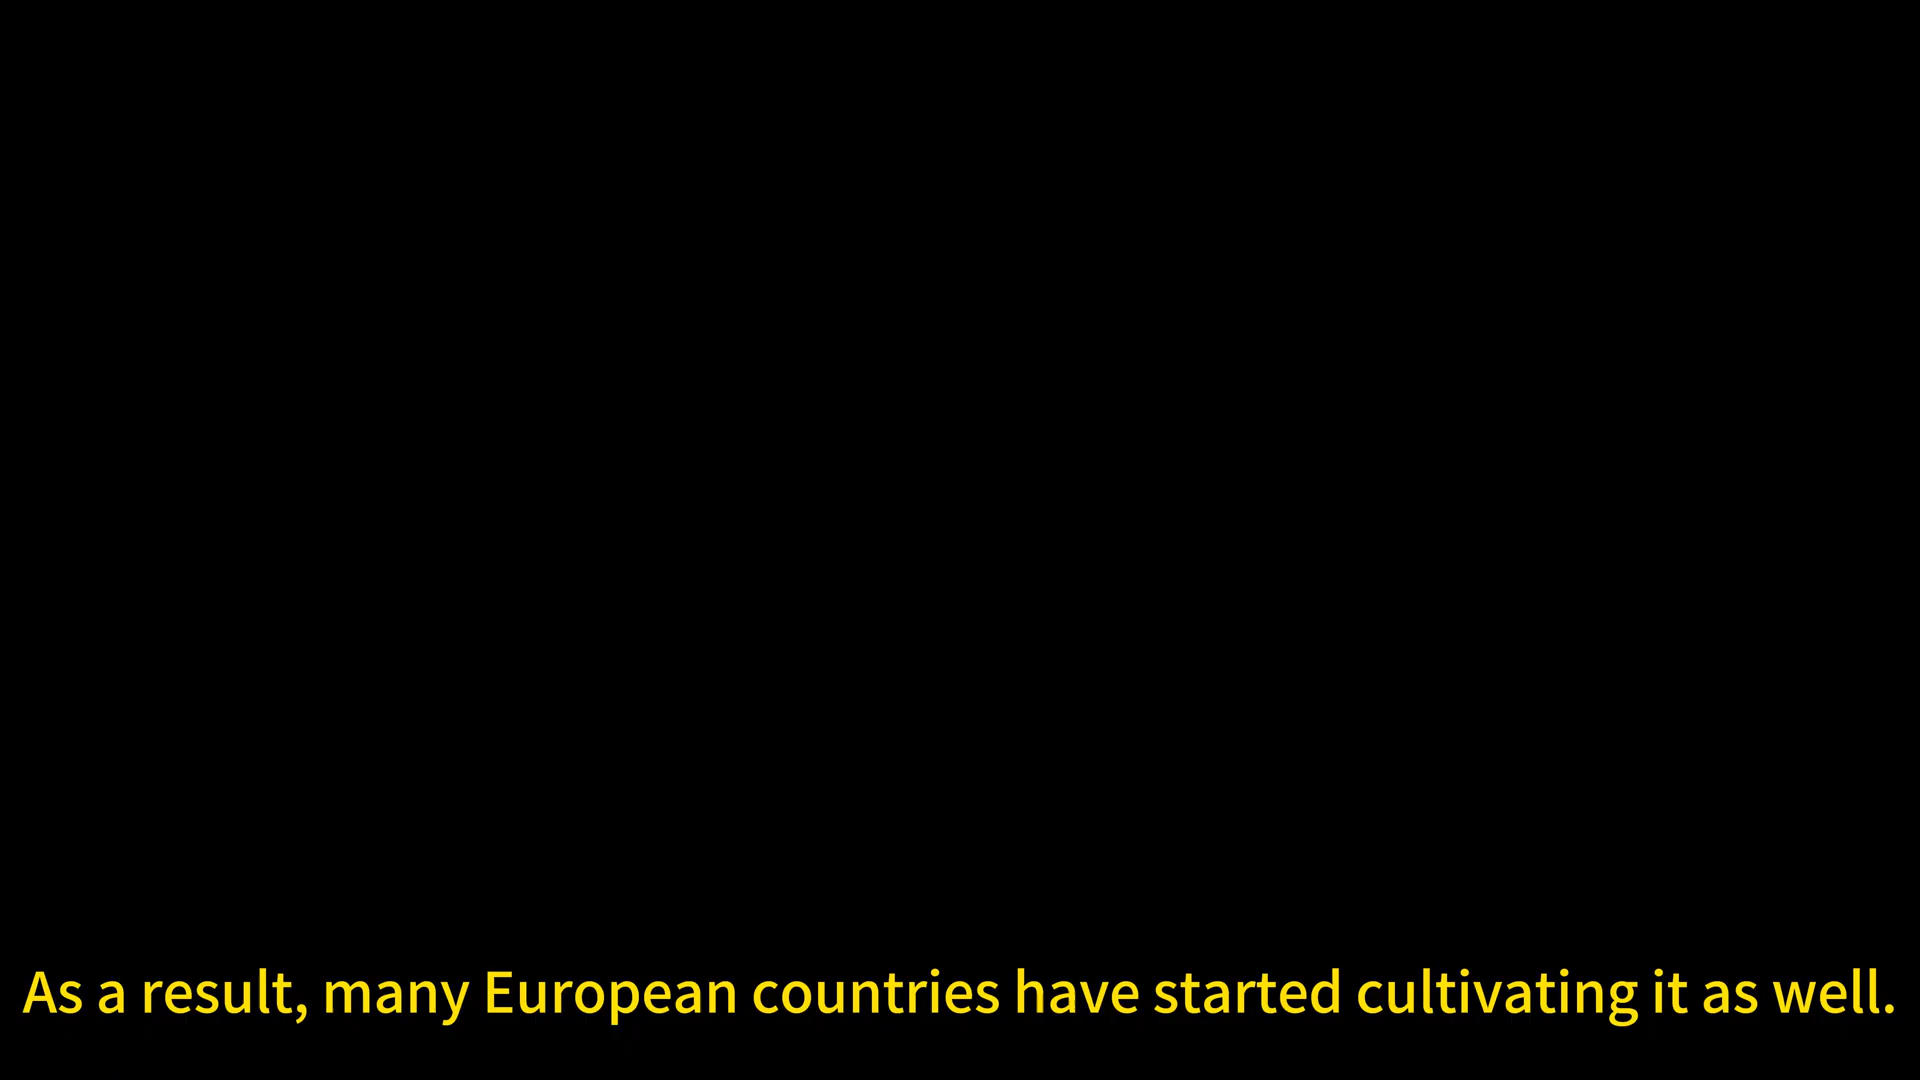 As a result, many European countries have started cultivating it as well.